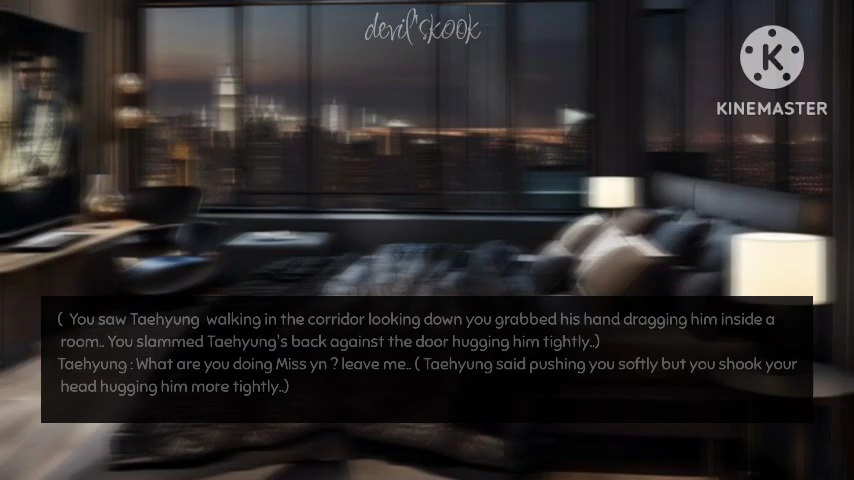 devil'skook
KINEMASTER
( You saw Taehyung walking in the corridor looking down you grabbed his hand dragging him inside a
room.. You slammed Taehyung's back against the door hugging him tightly..)
Taehyung : What are you doing Miss yn ? leave me.. ( Taehyung said pushing you softly but you shook your
head hugging him more tightly..)